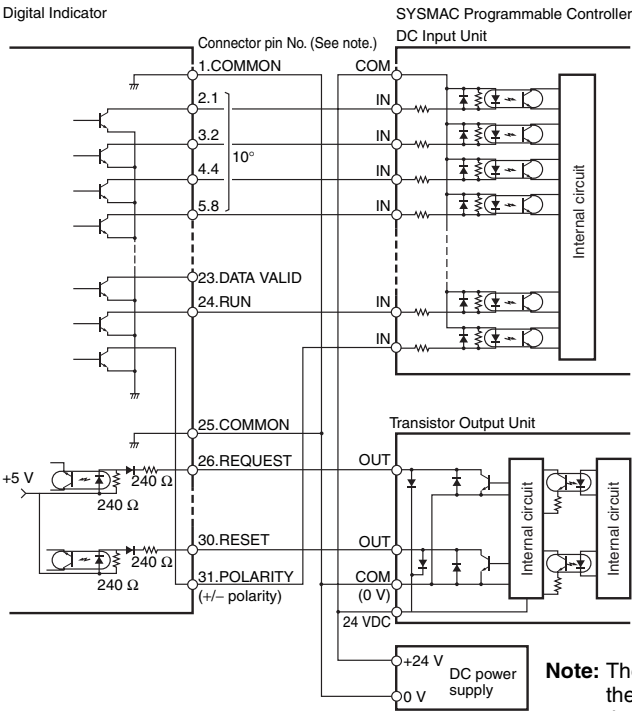 Digital Indicator
SYSMAC Programmable Controller
DC Input Unit
Connector pin No. (See note.)
1.COMMON
COM
2.1
IN
3.2
IN
10°
4.4
IN
5.8
IN
Internal circuit
23.DATA VALID
24.RUN
IN
IN
25.COMMON
Transistor Output Unit
26.REQUEST
OUT
+5 V
240 Ω
240 Ω
Internal circuit
Internal circuit
30.RESET
OUT
240 Ω
240 Ω
31.POLARITY
(+/− polarity)
COM
(0 V)
24 VDC
+24 V
DC power
supply
0 V
Note: The
the